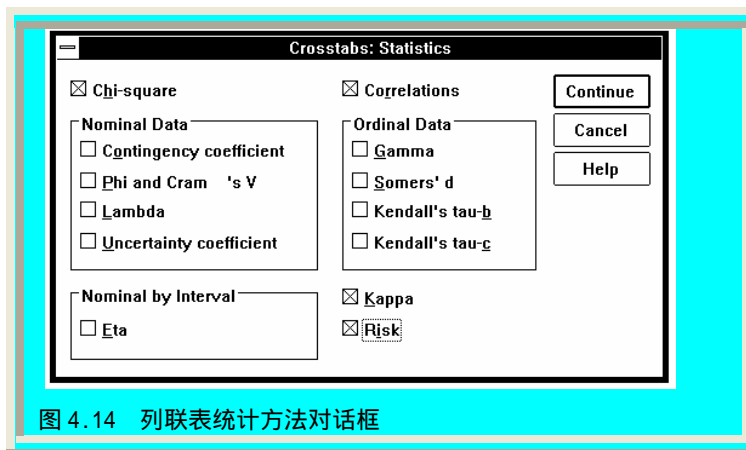 Crosstabs: Statistics
Chi-square
Correlations
Continue
Nominal Data
Contingency coefficient
Phi and Cram 's V
Lambda
Uncertainty coefficient
Ordinal Data
Gamma
Somers' d
Kendall's tau-b
Kendall's tau-c
Cancel
Help
Nominal by Interval
Eta
Kappa
Risk
图 4.14 列联表统计方法对话框